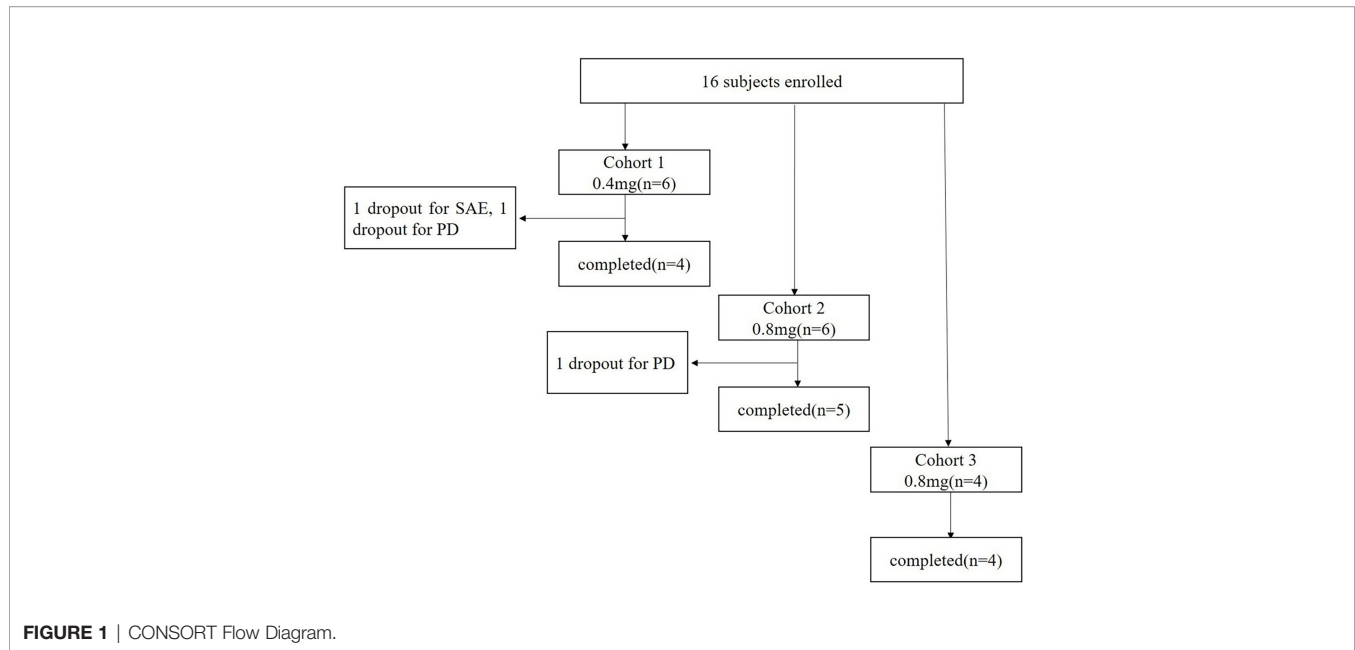 16 subjects enrolled
Cohort 1
0.4mg(n=6)
1 dropout for SAE, 1
dropout for PD
completed(n=4)
Cohort 2
0.8mg(n=6)
1 dropout for PD
completed(n=5)
Cohort 3
0.8mg(n=4)
completed(n=4)
FIGURE 1 | CONSORT Flow Diagram.